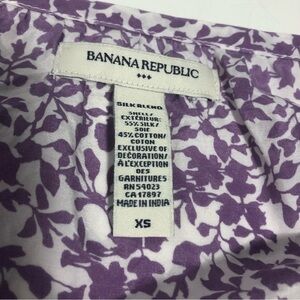 BANANA REPUBLIC
SILK BLEND
SHELL/
EXTÉRIEUR:
55% SILK/
SOIE
45% COTTON/
COTON
EXCLUSIVE OF
DECORATION/
À L'EXCEPTION
DES
GARNITURES
RN 54023
CA 17897
MADE IN INDIA
XS